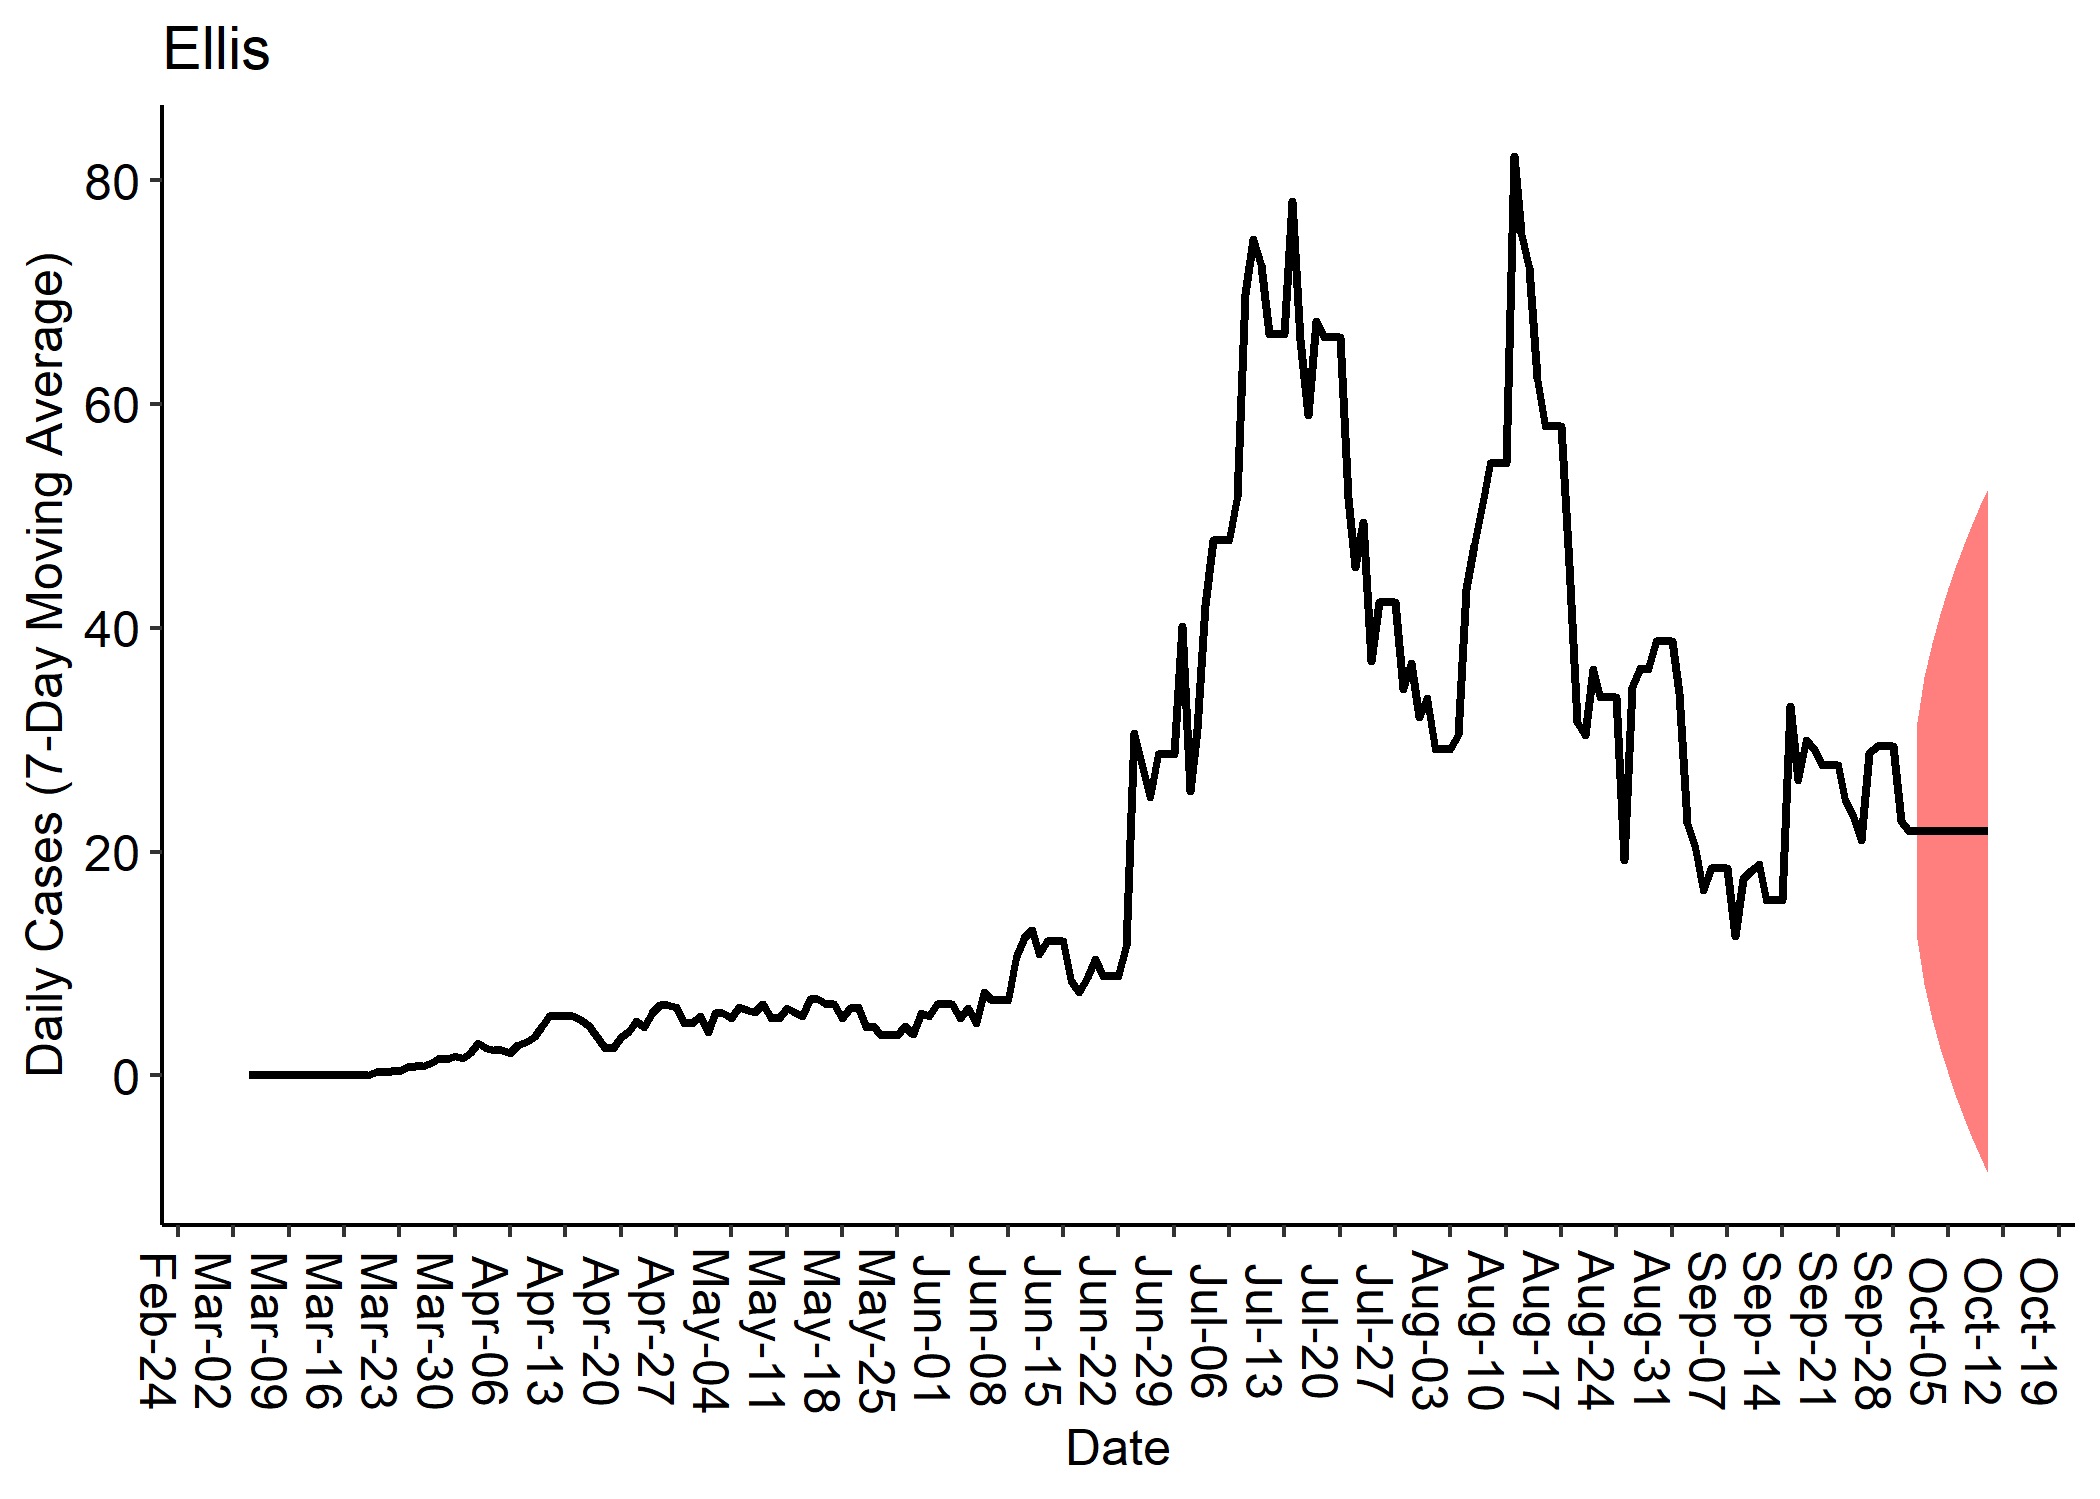 Ellis
Daily Cases (7-Day Moving Average)
80
60
40
20
0
Feb-24
Mar-02
Mar-09
Mar-16
Mar-23
Mar-30
Apr-06
Apr-13
Apr-20
Apr-27
May-04
May-11
May-18
May-25
Jun-01
Jun-08
Jun-15
Jun-22
Jun-29
Jul-06
Jul-13
Jul-20
Jul-27
Aug-03
Aug-10
Aug-17
Aug-24
Aug-31
Sep-07
Sep-14
Sep-21
Sep-28
Oct-05
Oct-12
Oct-19
Date